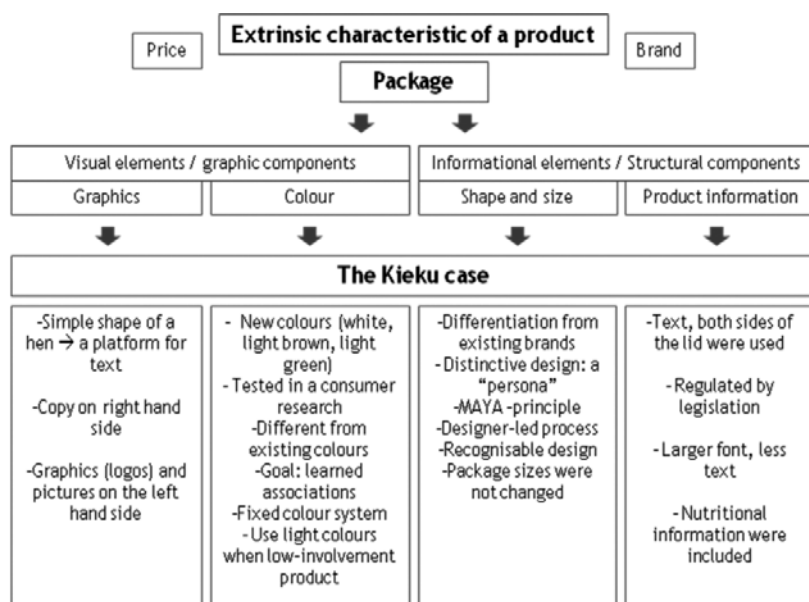 Extrinsic characteristic of a product
Price
Brand
Package
Visual elements / graphic components
Informational elements / Structural components
Graphics
Colour
Shape and size
Product information
The Kieku case
-Simple shape of a
hen → a platform for
text
-Copy on right hand
side
-Graphics (logos) and
pictures on the left
hand side
- New colours (white,
light brown, light
green)
-Tested in a consumer
research
-Different from
existing colours
-Goal: learned
associations
-Fixed colour system
-Use light colours
when low-involvement
product
-Differentiation from
existing brands
-Distinctive design: a
"persona"
-MAYA -principle
-Designer-led process
-Recognisable design
-Package sizes were
not changed
-Text, both sides of
the lid were used
-Regulated by
legislation
-Larger font, less
text
-Nutritional
information were
included